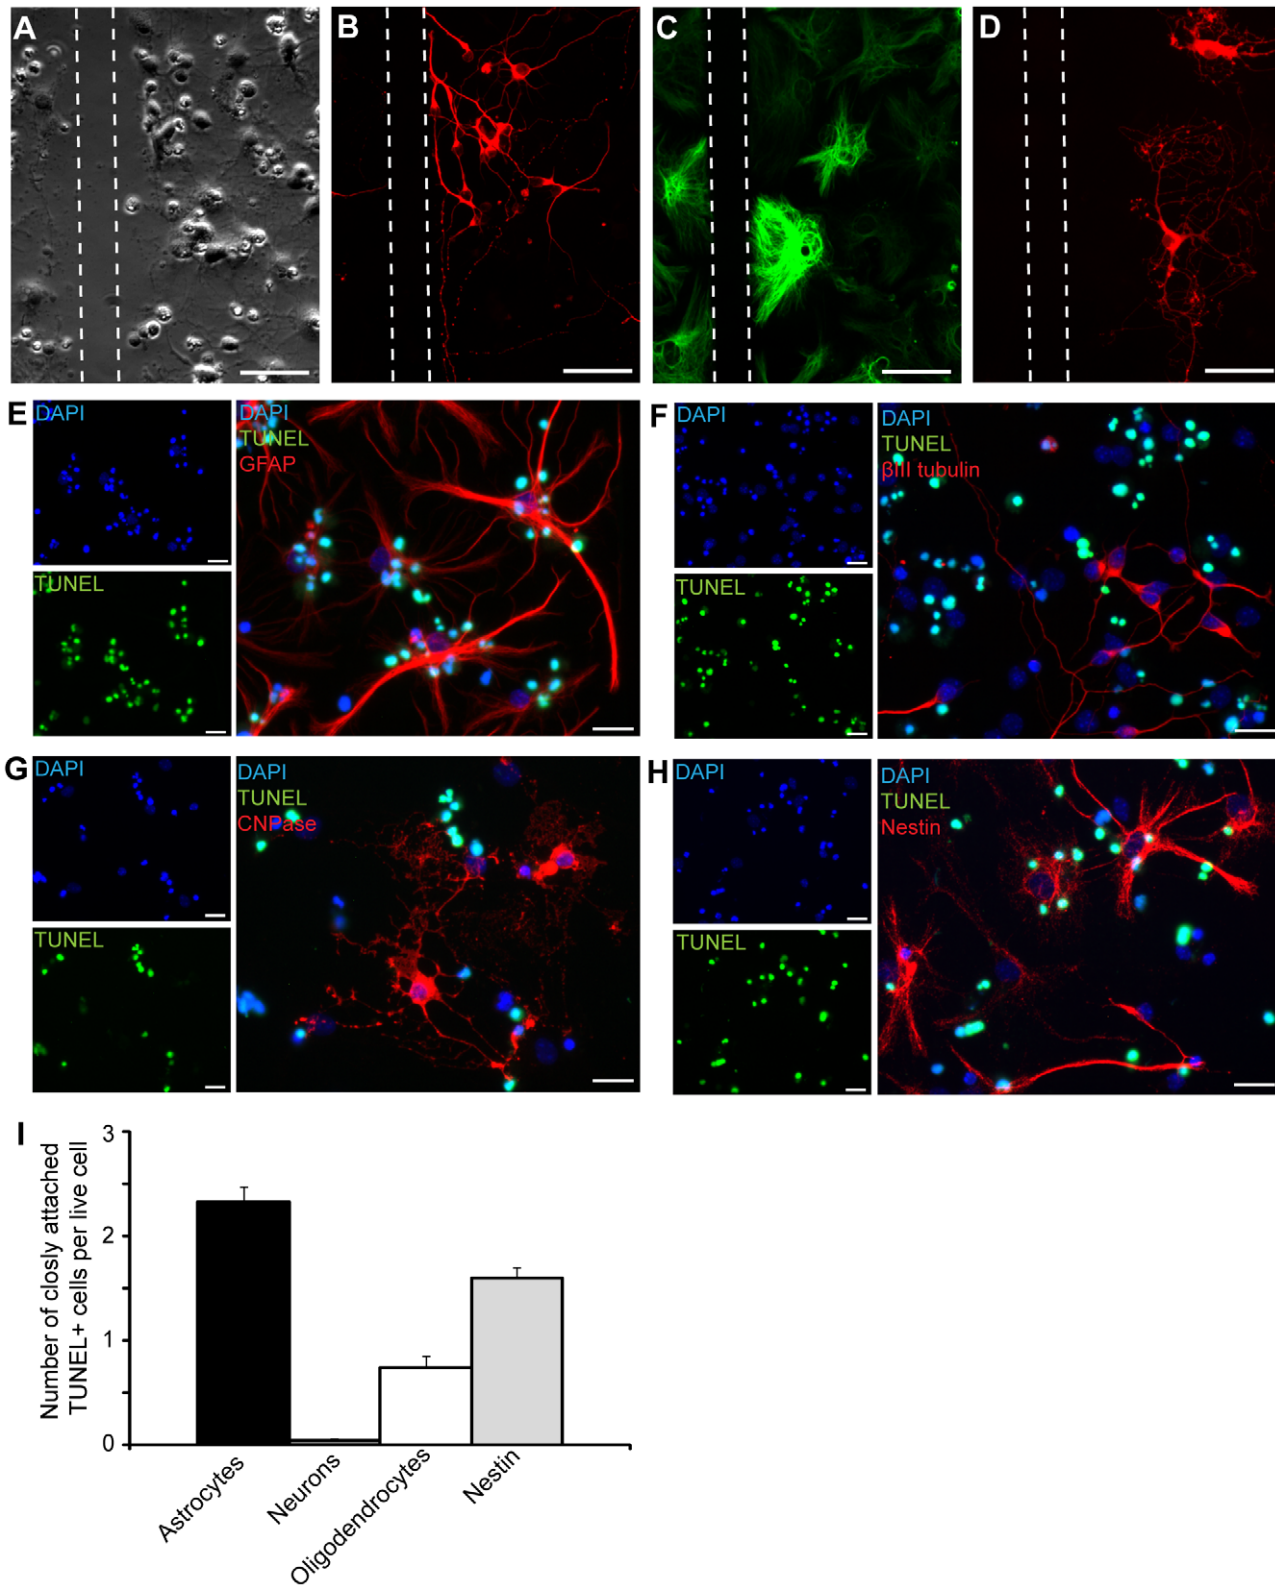 A
B
C
D
E
DAPI
TUNEL
DAPI
TUNEL
GFAP
F
DAPI
TUNEL
DAPI
TUNEL
βIII tubulin
G
DAPI
TUNEL
DAPI
TUNEL
CNPase
H
DAPI
TUNEL
DAPI
TUNEL
Nestin
I
Number of closly attached
TUNEL+ cells per live cell
3
2
1
0
Astrocytes
Neurons
Oligodendrocytes
Nestin